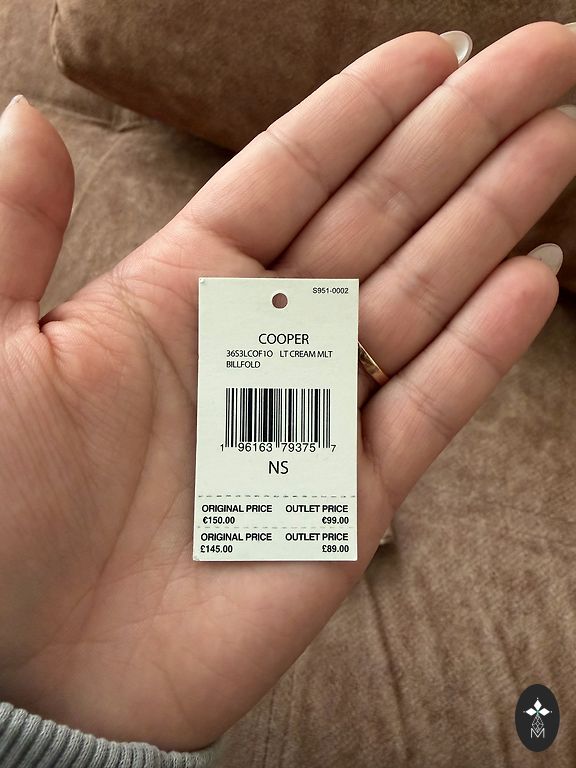 S951-0002
COOPER
36S3LCOF1O LT CREAM MLT
BILLFOLD
1 96163 79375 7
NS
ORIGINAL PRICE OUTLET PRICE
€150.00 €99.00
ORIGINAL PRICE OUTLET PRICE
£145.00 £89.00
M